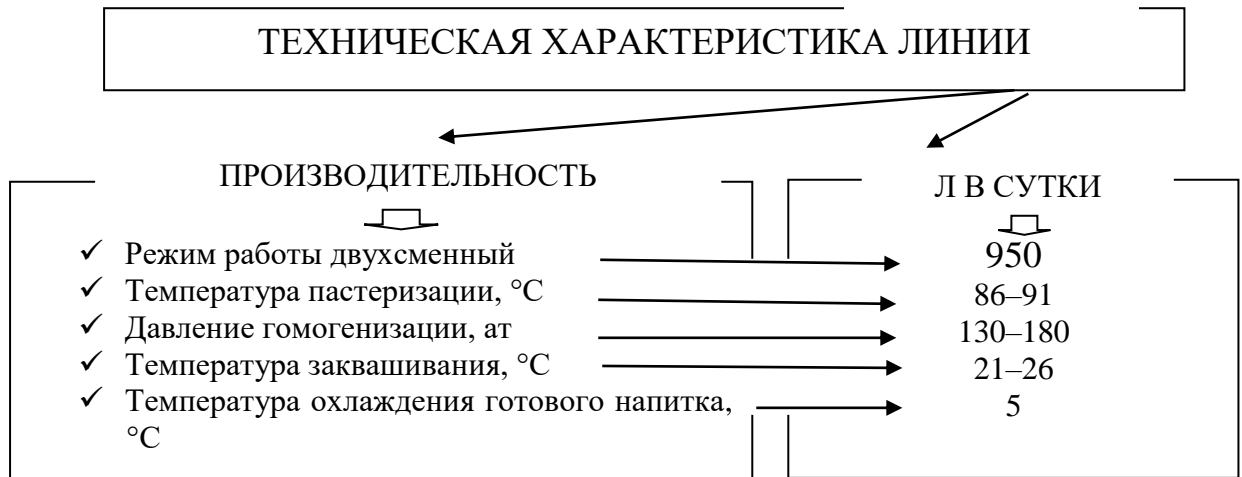 ТЕХНИЧЕСКАЯ ХАРАКТЕРИСТИКА ЛИНИИ
ПРОИЗВОДИТЕЛЬНОСТЬ
Л В СУТКИ
Режим работы двухсменный
950
Температура пастеризации, °С
86–91
Давление гомогенизации, ат
130–180
Температура заквашивания, °С
21–26
Температура охлаждения готового напитка,
°С
5